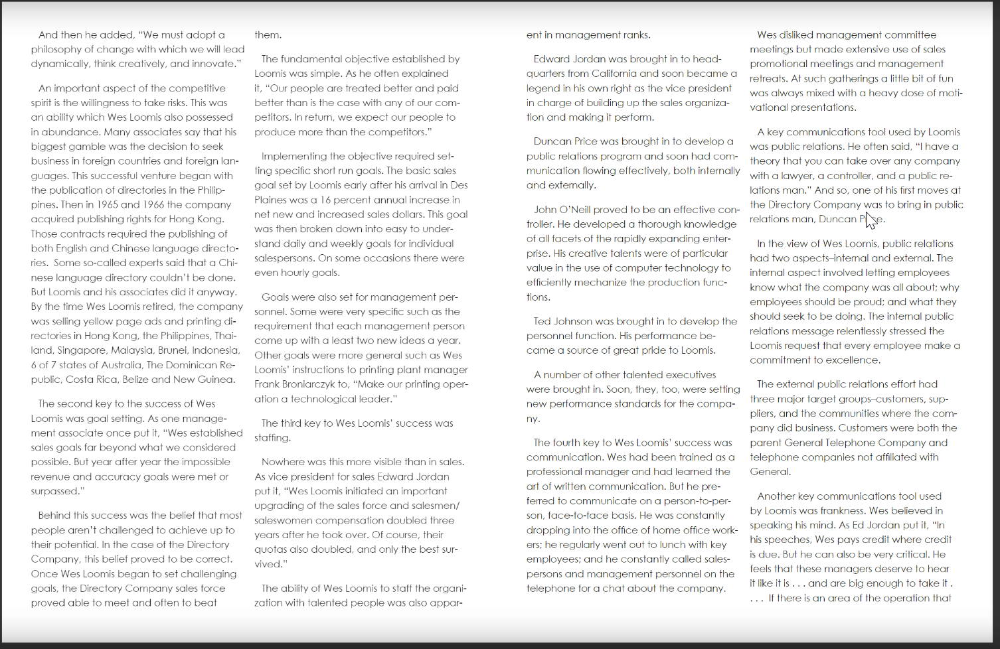 And then he added, “We must adopt a
philosophy of change with which we will lead
dynamically, think creatively, and innovate.”
An important aspect of the competitive
spirit is the willingness to take risks. This was
an ability which Wes Loomis also possessed
in abundance. Many associates say that his
biggest gamble was the decision to seek
business in foreign countries and foreign lan-
guages. This successful venture began with
the publication of directories in the Philip-
pines. Then in 1965 and 1966 the company
acquired publishing rights for Hong Kong.
Those contracts required the publishing of
both English and Chinese language directo-
ries.  Some so-called experts said that a Chi-
nese language directory couldn’t be done.
But Loomis and his associates did it anyway.
By the time Wes Loomis retired, the company
was selling yellow page ads and printing di-
rectories in Hong Kong, the Philippines, Thai-
land, Singapore, Malaysia, Brunei, Indonesia,
6 of 7 states of Australia, The Dominican Re-
public, Costa Rica, Belize and New Guinea.
The second key to the success of Wes
Loomis was goal setting. As one manage-
ment associate once put it, “Wes established
sales goals far beyond what we considered
possible. But year after year the impossible
revenue and accuracy goals were met or
surpassed.”
Behind this success was the belief that most
people aren’t challenged to achieve up to
their potential. In the case of the Directory
Company, this belief proved to be correct.
Once Wes Loomis began to set challenging
goals, the Directory Company sales force
proved able to meet and often to beat
them.
The fundamental objective established by
Loomis was simple. As he often explained
it, “Our people are treated better and paid
better than is the case with any of our com-
petitors. In return, we expect our people to
produce more than the competitors.”
Implementing the objective required set-
ting specific short run goals. The basic sales
goal set by Loomis early after his arrival in Des
Plaines was a 16 percent annual increase in
net new and increased sales dollars. This goal
was then broken down into easy to under-
stand daily and weekly goals for individual
salespersons. On some occasions there were
even hourly goals.
Goals were also set for management per-
sonnel. Some were very specific such as the
requirement that each management person
come up with a least two new ideas a year.
Other goals were more general such as Wes
Loomis’ instructions to printing plant manager
Frank Broniarczyk to, “Make our printing oper-
ation a technological leader.”
The third key to Wes Loomis’ success was
staffing.
Nowhere was this more visible than in sales.
As vice president for sales Edward Jordan
put it, “Wes Loomis initiated an important
upgrading of the sales force and salesmen/
saleswomen compensation doubled three
years after he took over. Of course, their
quotas also doubled, and only the best sur-
vived.”
The ability of Wes Loomis to staff the organi-
zation with talented people was also appar-
ent in management ranks.
Edward Jordan was brought in to head-
quarters from California and soon became a
legend in his own right as the vice president
in charge of building up the sales organiza-
tion and making it perform.
Duncan Price was brought in to develop a
public relations program and soon had com-
munication flowing effectively, both internally
and externally.
John O’Neill proved to be an effective con-
troller. He developed a thorough knowledge
of all facets of the rapidly expanding enter-
prise. His creative talents were of particular
value in the use of computer technology to
efficiently mechanize the production func-
tions.
Ted Johnson was brought in to develop the
personnel function. His performance be-
came a source of great pride to Loomis.
A number of other talented executives
were brought in. Soon, they, too, were setting
new performance standards for the compa-
ny.
The fourth key to Wes Loomis’ success was
communication. Wes had been trained as a
professional manager and had learned the
art of written communication. But he pre-
ferred to communicate on a person-to-per-
son, face-to-face basis. He was constantly
dropping into the office of home office work-
ers; he regularly went out to lunch with key
employees; and he constantly called sales-
persons and management personnel on the
telephone for a chat about the company.
Wes disliked management committee
meetings but made extensive use of sales
promotional meetings and management
retreats. At such gatherings a little bit of fun
was always mixed with a heavy dose of moti-
vational presentations.
A key communications tool used by Loomis
was public relations. He often said, “I have a
theory that you can take over any company
with a lawyer, a controller, and a public re-
lations man.” And so, one of his first moves at
the Directory Company was to bring in public
relations man, Duncan Price.
In the view of Wes Loomis, public relations
had two aspects–internal and external. The
internal aspect involved letting employees
know what the company was all about; why
employees should be proud; and what they
should seek to be doing. The internal public
relations message relentlessly stressed the
Loomis request that every employee make a
commitment to excellence.
The external public relations effort had
three major target groups–customers, sup-
pliers, and the communities where the com-
pany did business. Customers were both the
parent General Telephone Company and
telephone companies not affiliated with
General.
Another key communications tool used
by Loomis was frankness. Wes believed in
speaking his mind. As Ed Jordan put it, “In
his speeches, Wes pays credit where credit
is due. But he can also be very critical. He
feels that these managers deserve to hear
it like it is . . . and are big enough to take it .
. . .  If there is an area of the operation that